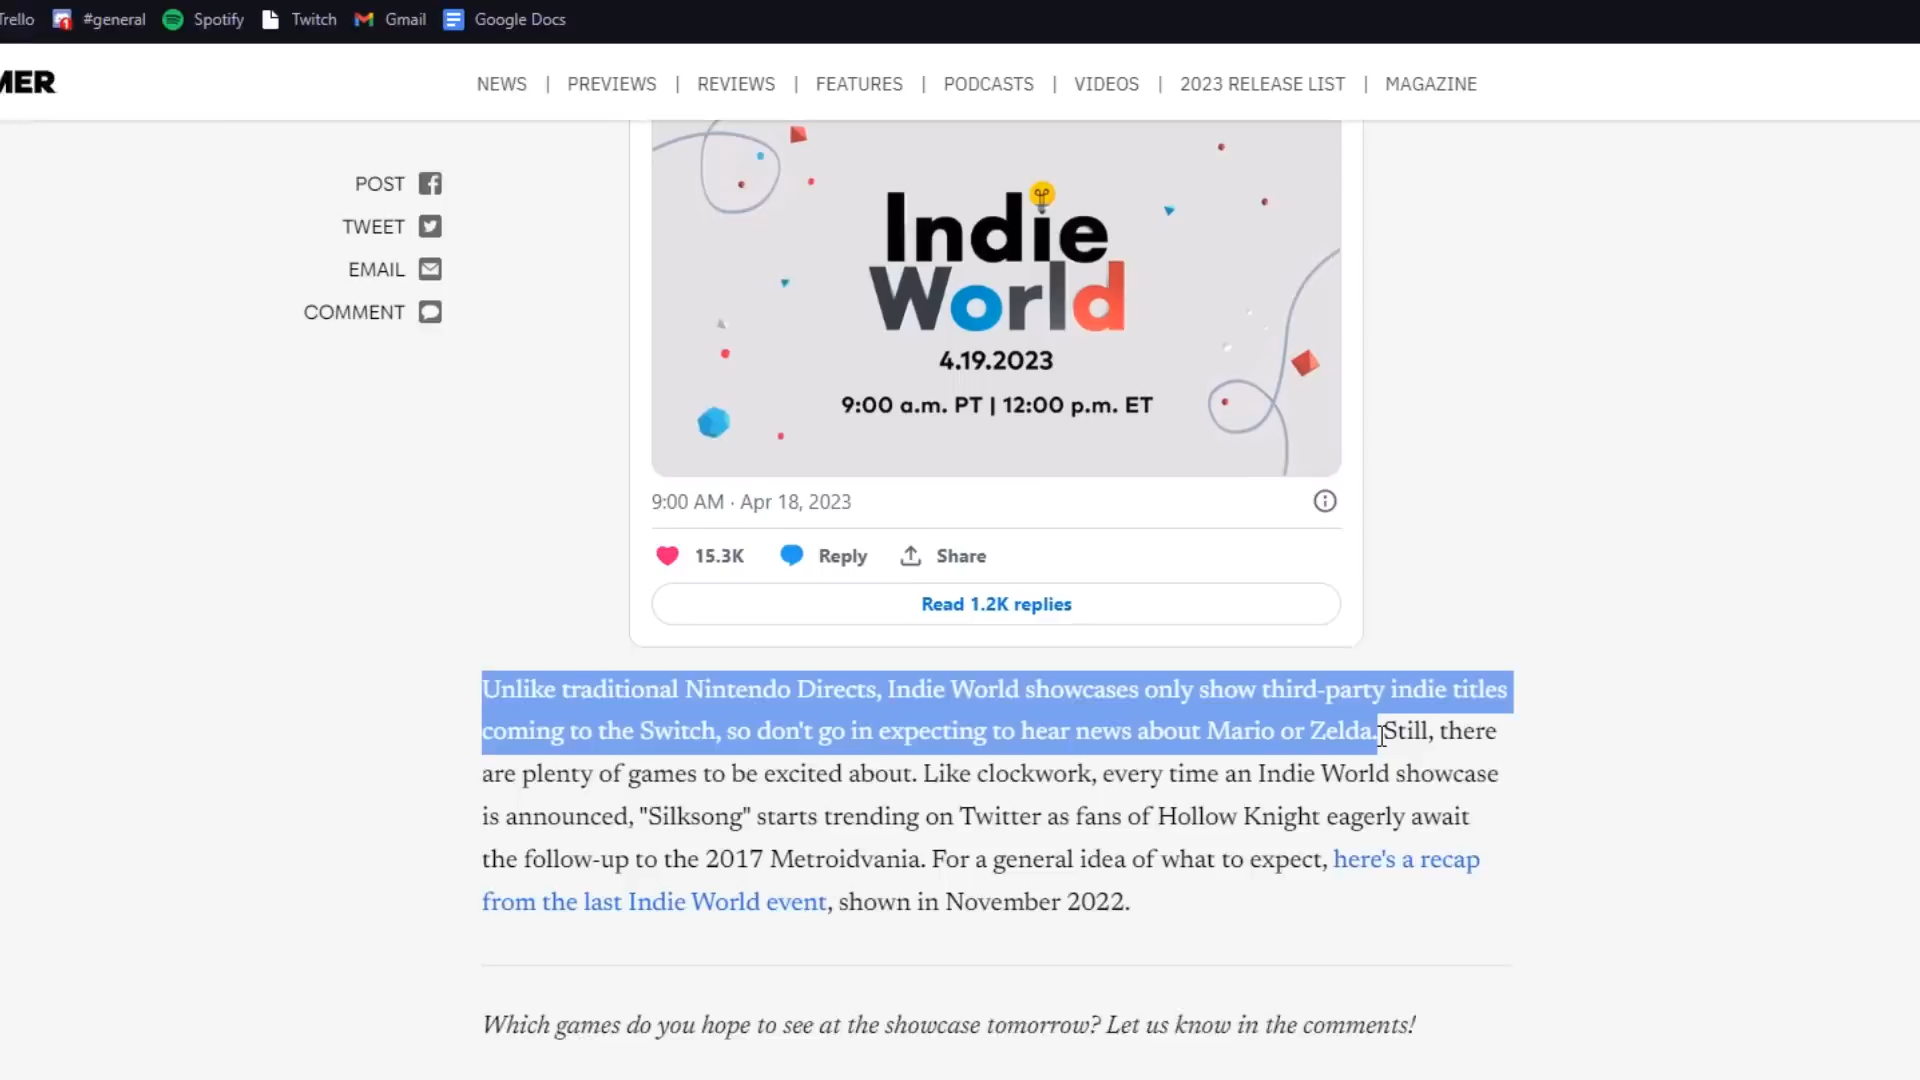 Trello #general Spotify Twitch Gmail Google Docs
MER
NEWS | PREVIEWS | REVIEWS | FEATURES | PODCASTS | VIDEOS | 2023 RELEASE LIST | MAGAZINE
POST
TWEET
EMAIL
COMMENT
Indie
World
4.19.2023
9:00 a.m. PT | 12:00 p.m. ET
9:00 AM · Apr 18, 2023
15.3K Reply Share
Read 1.2K replies
Unlike traditional Nintendo Directs, Indie World showcases only show third-party indie titles
coming to the Switch, so don't go in expecting to hear news about Mario or Zelda. Still, there
are plenty of games to be excited about. Like clockwork, every time an Indie World showcase
is announced, "Silksong" starts trending on Twitter as fans of Hollow Knight eagerly await
the follow-up to the 2017 Metroidvania. For a general idea of what to expect, here's a recap
from the last Indie World event, shown in November 2022.
Which games do you hope to see at the showcase tomorrow? Let us know in the comments!